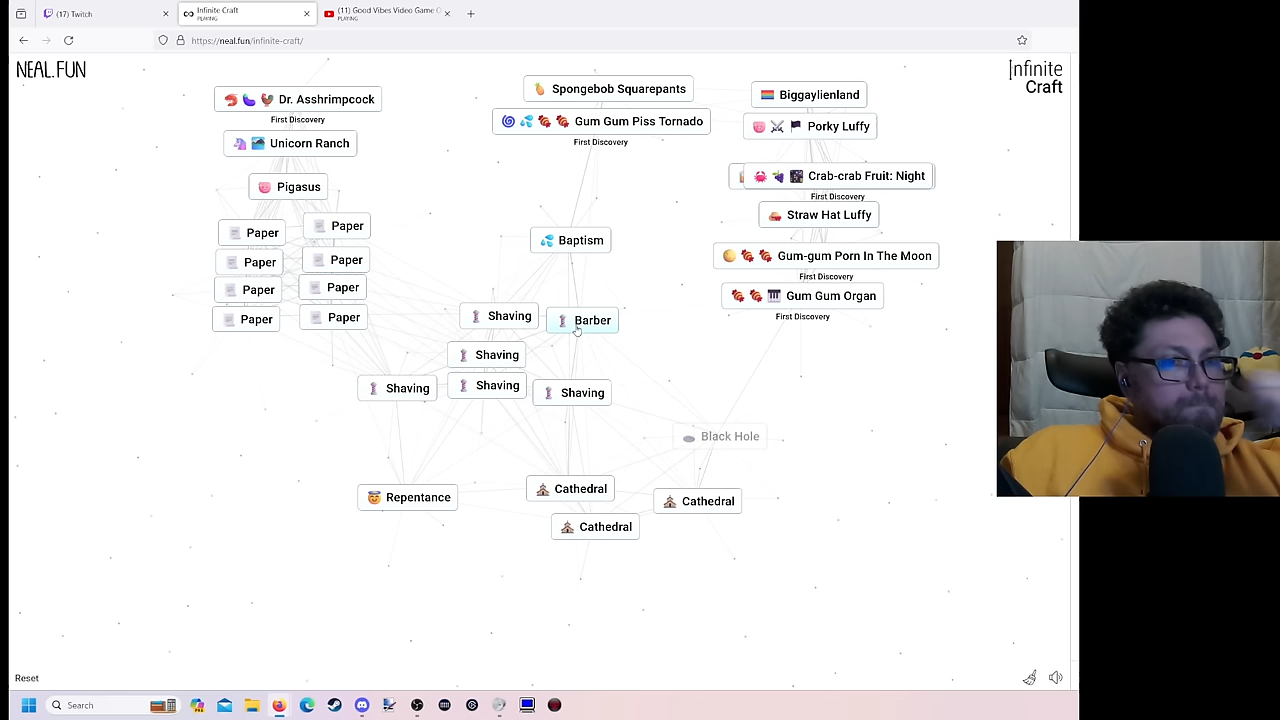 (17) Twitch
Infinite Craft
PLAYING
(11) Good Vibes Video Game
PLAYING
https://neal.fun/infinite-craft/
NEAL.FUN
Infinite
Craft
Dr. Asshrimpcock
First Discovery
Unicorn Ranch
Pigasus
Paper
Paper
Paper
Paper
Paper
Paper
Paper
Paper
Spongebob Squarepants
Gum Gum Piss Tornado
First Discovery
Baptism
Shaving
Barber
Shaving
Shaving
Shaving
Shaving
Biggaylienland
Porky Luffy
Crab-crab Fruit: Night
First Discovery
Straw Hat Luffy
Gum-gum Porn In The Moon
First Discovery
Gum Gum Organ
First Discovery
Black Hole
Repentance
Cathedral
Cathedral
Cathedral
Reset
Search